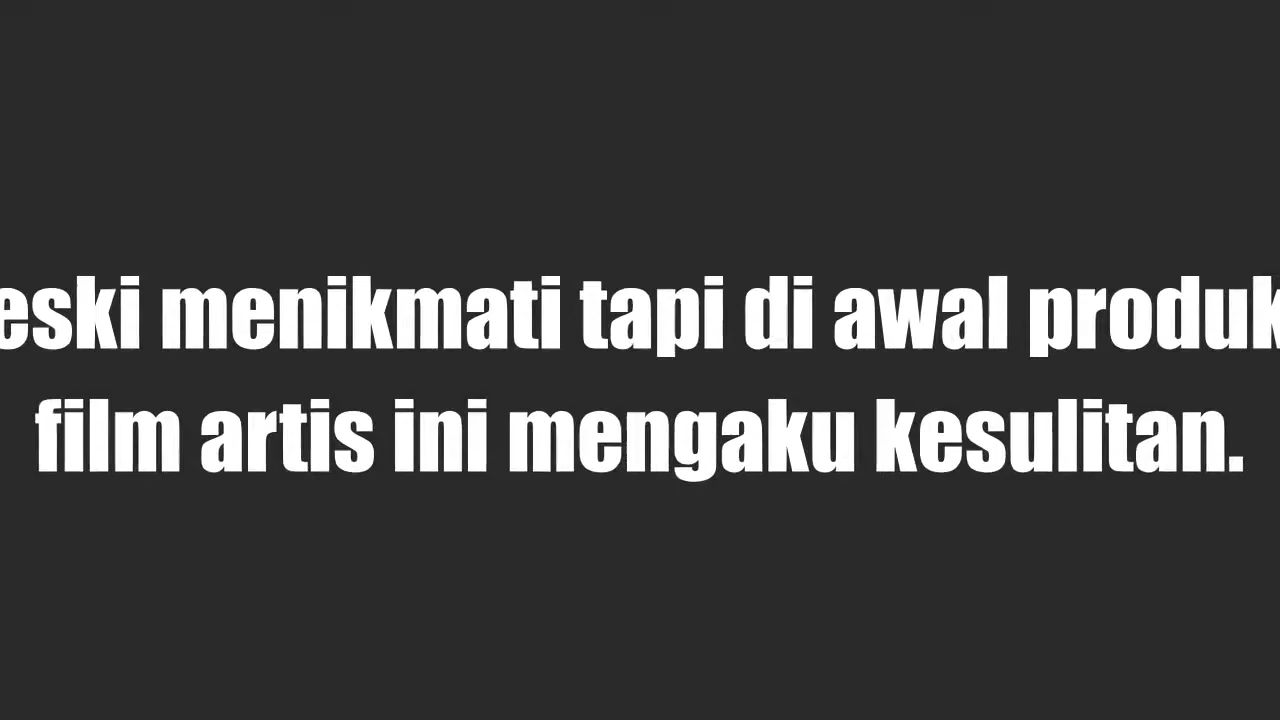 eski menikmati tapi di awal produk
film artis ini mengaku kesulitan.